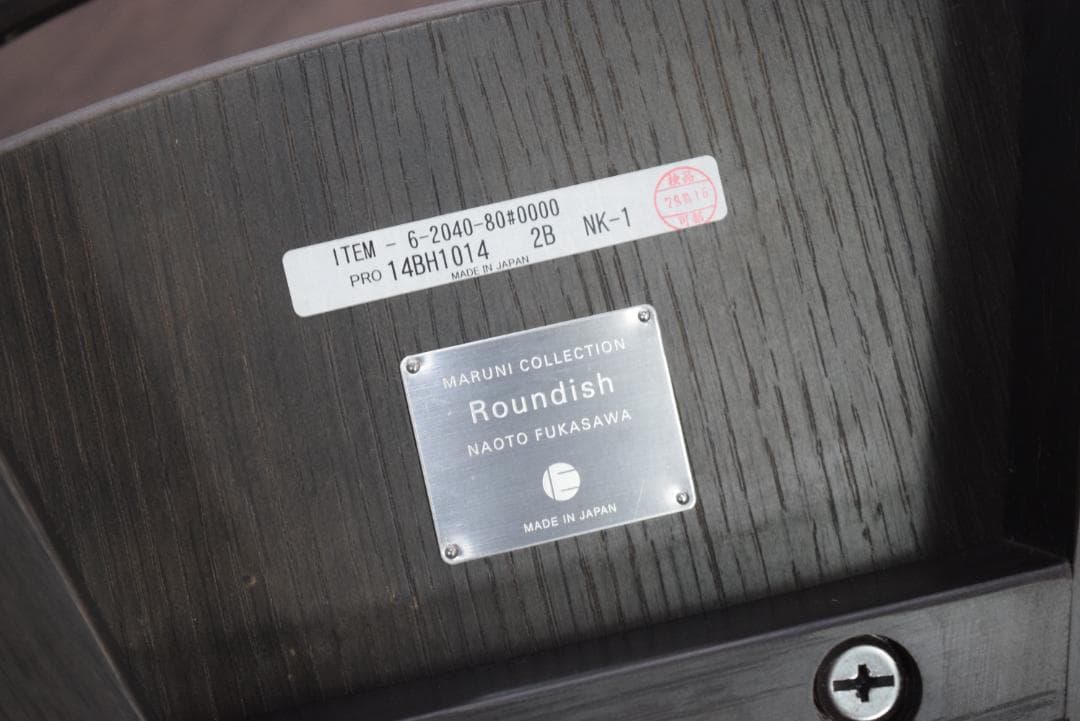 ITEM - 6-2040-80#0000
PRO 14BH1014 2B NK-1
MADE IN JAPAN
MARUNI COLLECTION
Roundish
NAOTO FUKASAWA
MADE IN JAPAN